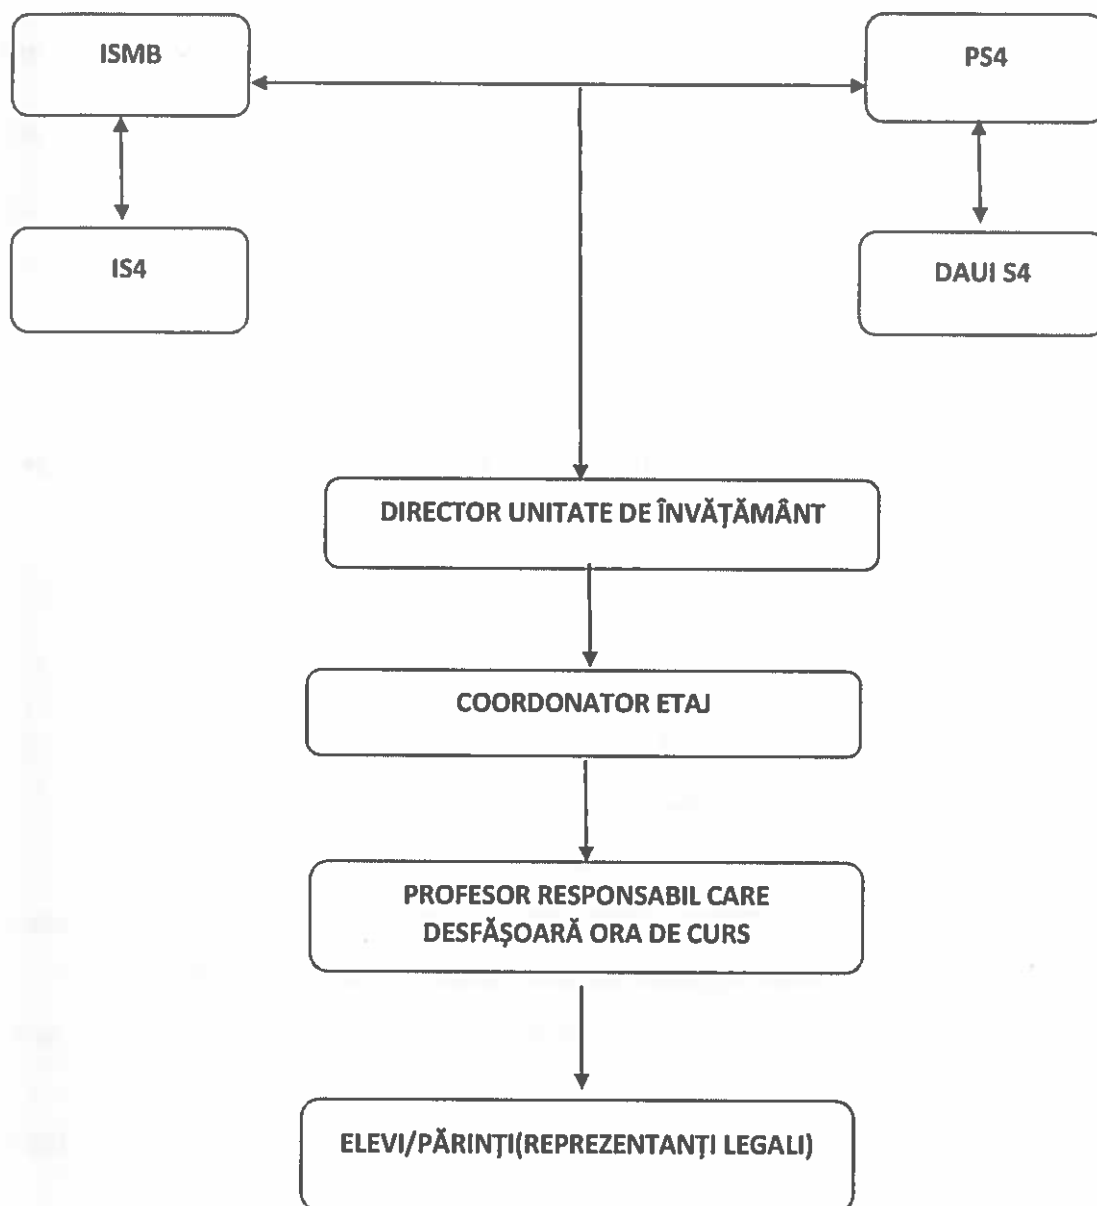 ISMB
PS4
IS4
DAUI S4
DIRECTOR UNITATE DE ÎNVĂȚĂMÂNT
COORDONATOR ETAJ
PROFESOR RESPONSABIL CARE
DESFĂȘOARĂ ORA DE CURS
ELEVI/PĂRINȚI(REPREZENTANȚI LEGALI)